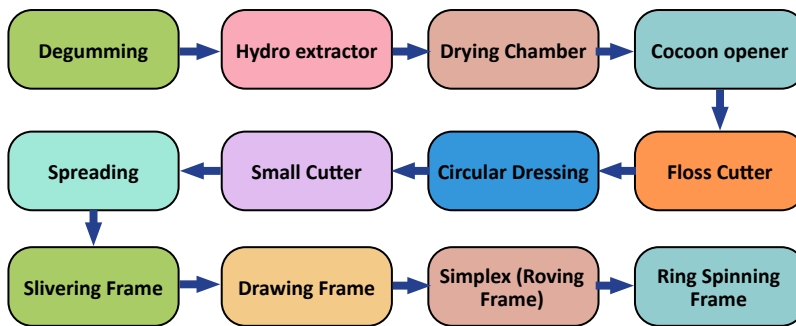 Degumming
Hydro extractor
Drying Chamber
Cocoon opener
Spreading
Small Cutter
Circular Dressing
Floss Cutter
Slivering Frame
Drawing Frame
Simplex (Roving
Frame)
Ring Spinning
Frame